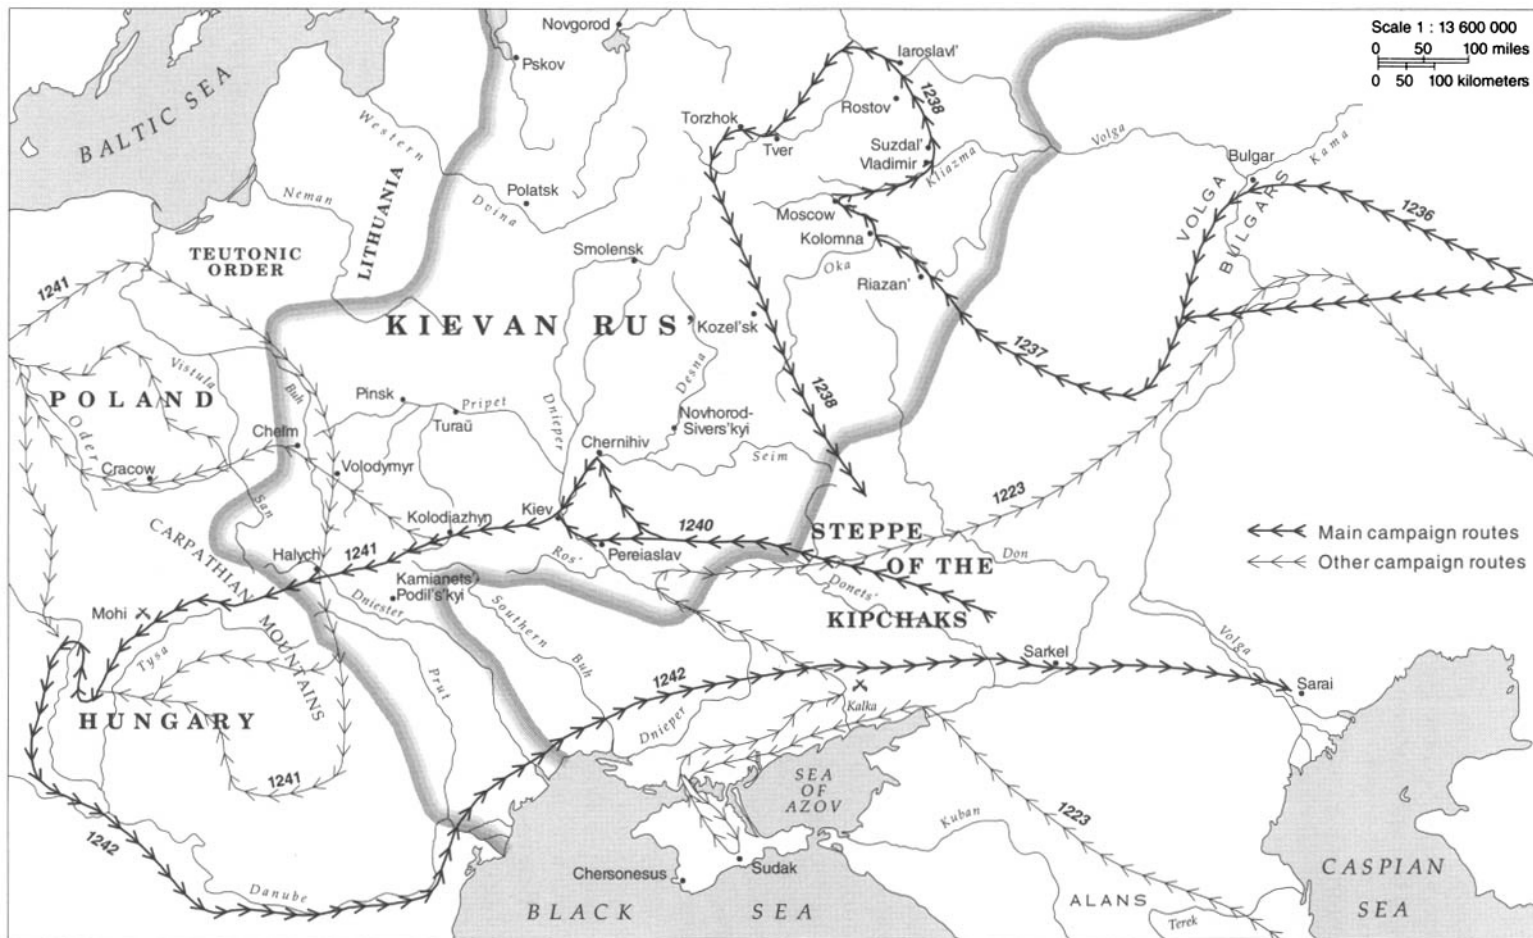 Novgorod
Pskov
BALTIC SEA
Western
Dvina
Neman
LITHUANIA
Polatsk
TEUTONIC
ORDER
Smolensk
Torzhok
Tver
Iaroslavl'
Rostov
1238
Suzdal'
Vladimir
Kliazma
Moscow
Kolomna
Oka
Riazan'
Volga
Bulgar
Kama
VOLGA
BULGARS
1236
Scale 1 : 13 600 000
0 50 100 miles
0 50 100 kilometers
1241
KIEVAN RUS'
Kozel'sk
1237
1238
POLAND
Vistula
Oder
Buh
Pinsk
Pripet
Turaŭ
Dnieper
Desna
Novhorod-
Sivers'kyi
Chełm
Cracow
Volodymyr
Chernihiv
Seim
San
Kiev
Kolodiazhyn
1240
Pereiaslav
1223
STEPPE
OF THE
KIPCHAKS
Don
Donets'
Main campaign routes
Other campaign routes
CARPATHIAN
MOUNTAINS
Halych
1241
Ros'
Kamianets'-
Podil's'kyi
Dniester
Southern
Buh
Mohi
Tysa
Prut
HUNGARY
1241
1242
Dnieper
Kalka
Sarkel
Volga
Sarai
1242
Danube
SEA
OF
AZOV
1223
Kuban
Chersonesus
Sudak
BLACK SEA
ALANS
Terek
CASPIAN
SEA